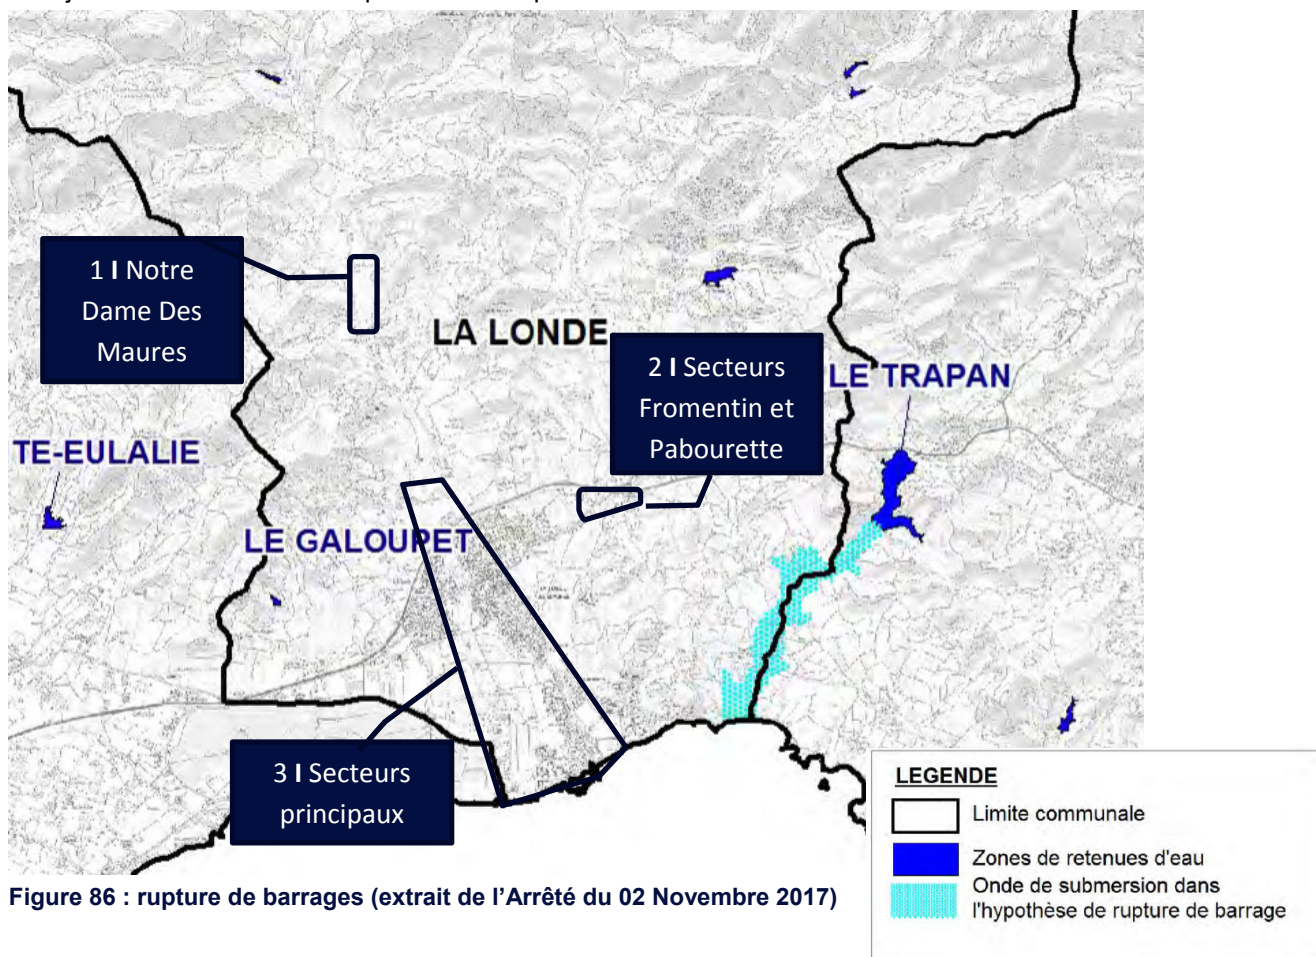 1 I Notre
Dame Des
Maures
LA LONDE
2 I Secteurs
Fromentin et
Pabourette
LE TRAPAN
TE-EULALIE
LE GALOUPET
3 I Secteurs
principaux
LEGENDE
Limite communale
Zones de retenues d'eau
Onde de submersion dans
l'hypothèse de rupture de barrage
Figure 86 : rupture de barrages (extrait de l'Arrêté du 02 Novembre 2017)